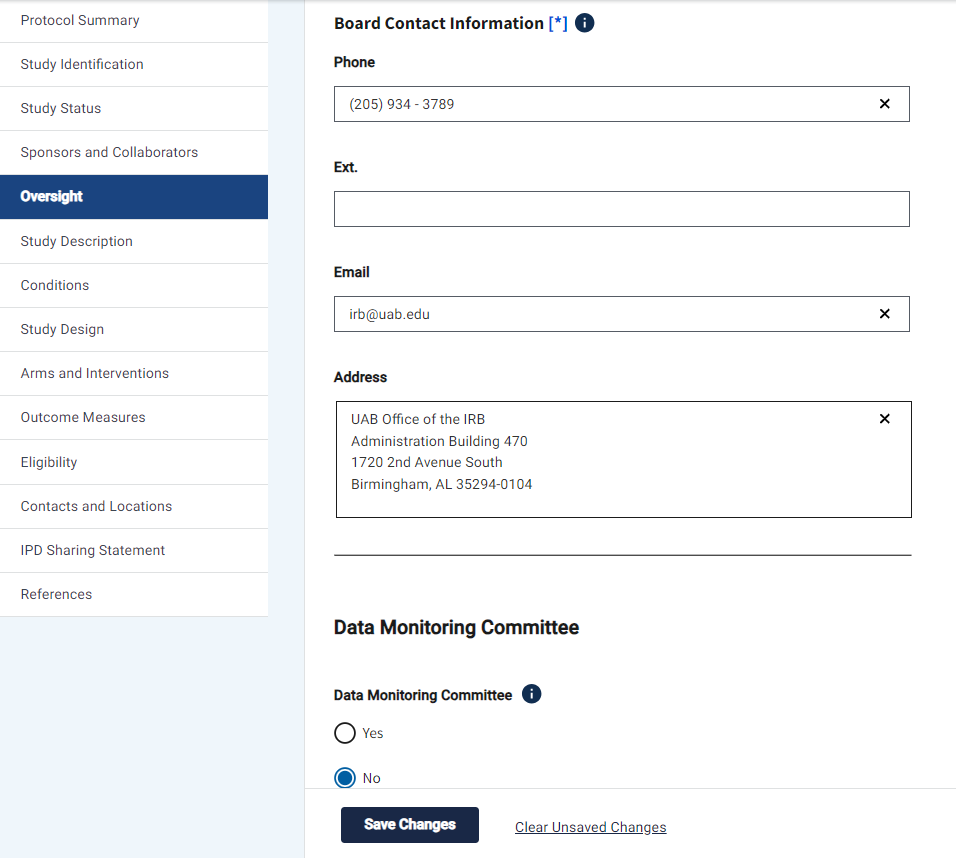 Protocol Summary
Study Identification
Study Status
Sponsors and Collaborators
Oversight
Study Description
Conditions
Study Design
Arms and Interventions
Outcome Measures
Eligibility
Contacts and Locations
IPD Sharing Statement
References
Board Contact Information [*]
Phone
(205) 934 - 3789
Ext.
Email
irb@uab.edu
Address
UAB Office of the IRB
Administration Building 470
1720 2nd Avenue South
Birmingham, AL 35294-0104
Data Monitoring Committee
Data Monitoring Committee
Yes
No
Save Changes
Clear Unsaved Changes